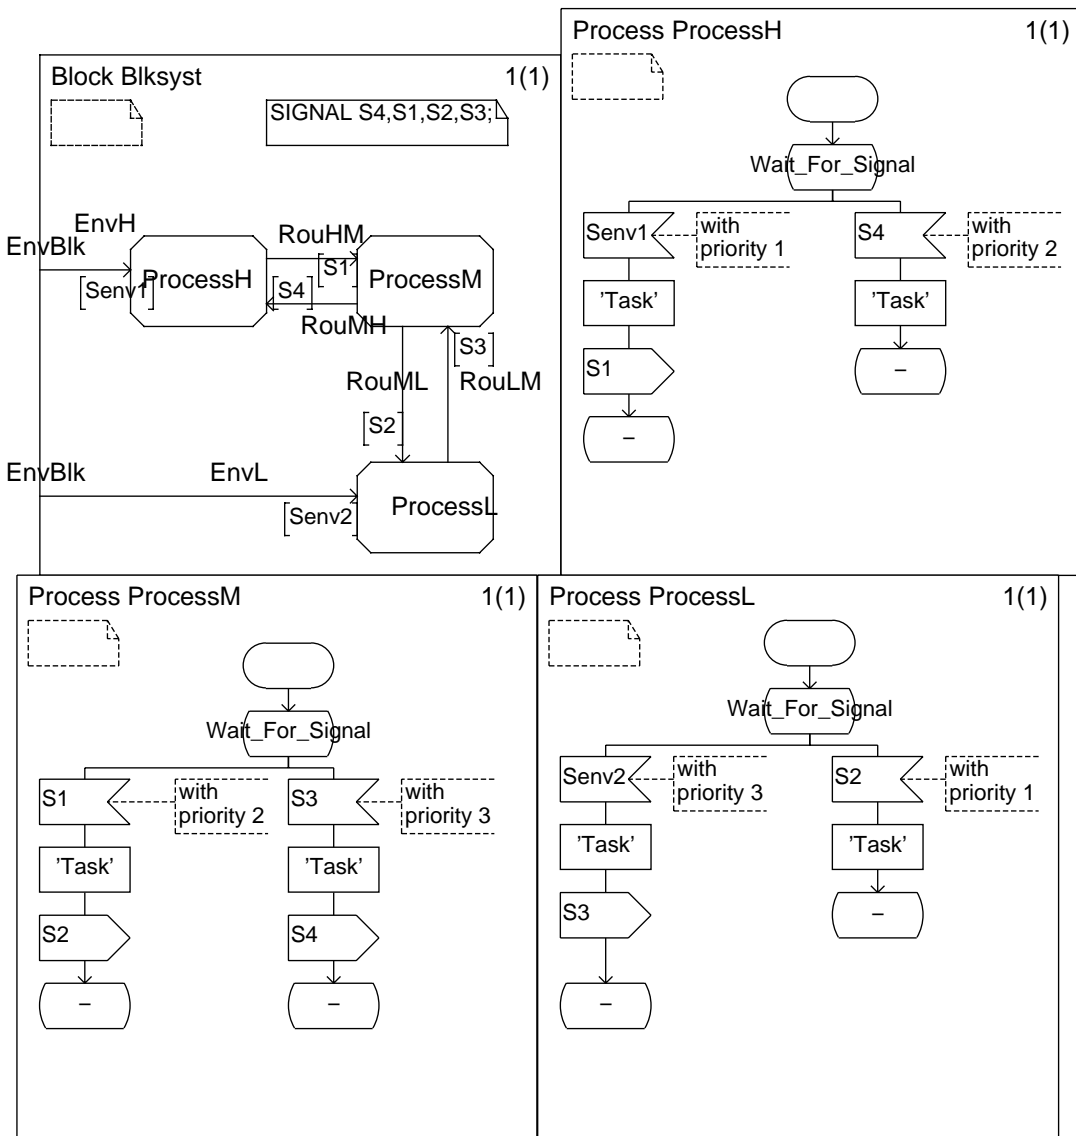 Block Blksyst 1(1)
SIGNAL S4,S1,S2,S3;
EnvH
RouHM
EnvBlk
[S1]
ProcessH
ProcessM
[Senv1]
[S4]
RouMH
[S3]
RouML
RouLM
[S2]
EnvBlk
EnvL
ProcessL
[Senv2]
Process ProcessH 1(1)
Wait_For_Signal
Senv1
with
priority 1
S4
with
priority 2
'Task'
'Task'
S1
–
–
Process ProcessM 1(1)
Wait_For_Signal
S1
with
priority 2
S3
with
priority 3
'Task'
'Task'
S2
S4
–
–
Process ProcessL 1(1)
Wait_For_Signal
Senv2
with
priority 3
S2
with
priority 1
'Task'
'Task'
S3
–
–